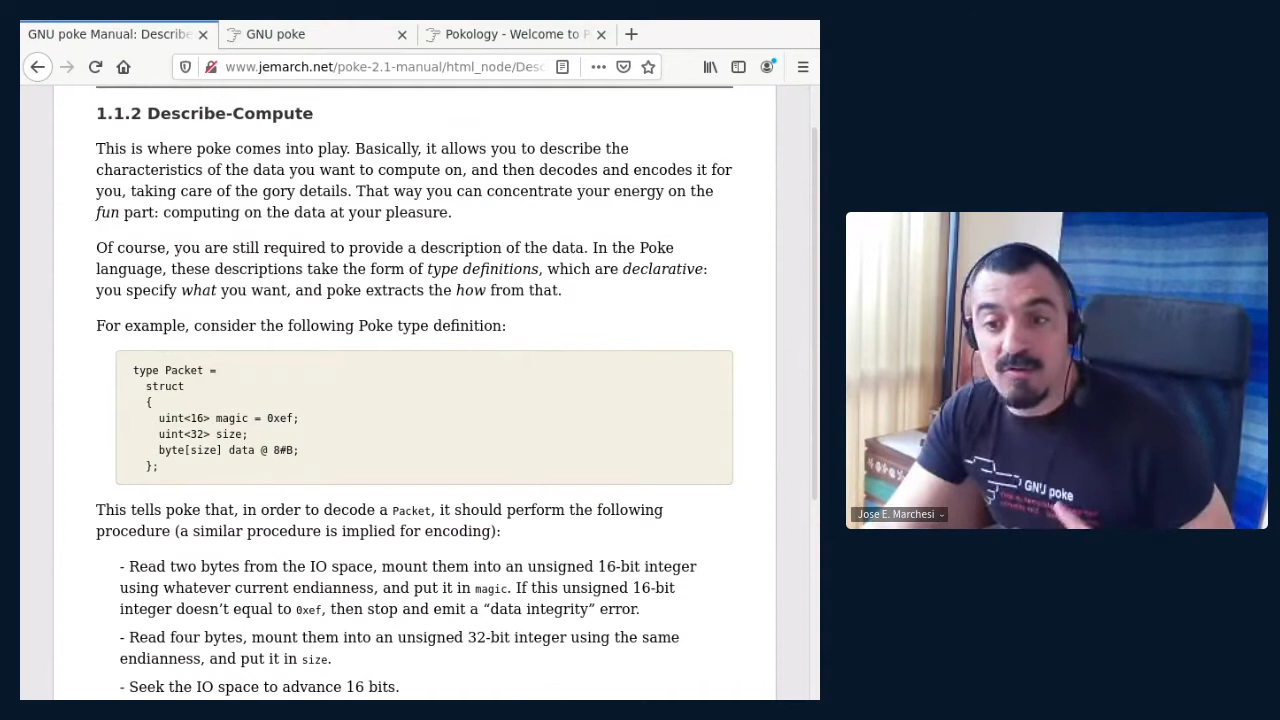 GNU poke Manual: Describe
GNU poke
Pokology - Welcome to P
www.jemarch.net/poke-2.1-manual/html_node/Desc
1.1.2 Describe-Compute
This is where poke comes into play. Basically, it allows you to describe the
characteristics of the data you want to compute on, and then decodes and encodes it for
you, taking care of the gory details. That way you can concentrate your energy on the
fun part: computing on the data at your pleasure.
Of course, you are still required to provide a description of the data. In the Poke
language, these descriptions take the form of type definitions, which are declarative:
you specify what you want, and poke extracts the how from that.
For example, consider the following Poke type definition:
type Packet =
struct
{
uint<16> magic = 0xef;
uint<32> size;
byte[size] data @ 8#B;
};
This tells poke that, in order to decode a Packet, it should perform the following
procedure (a similar procedure is implied for encoding):
- Read two bytes from the IO space, mount them into an unsigned 16-bit integer
using whatever current endianness, and put it in magic. If this unsigned 16-bit
integer doesn’t equal to 0xef, then stop and emit a “data integrity” error.
- Read four bytes, mount them into an unsigned 32-bit integer using the same
endianness, and put it in size.
- Seek the IO space to advance 16 bits.
GNU poke
Jose E. Marchesi